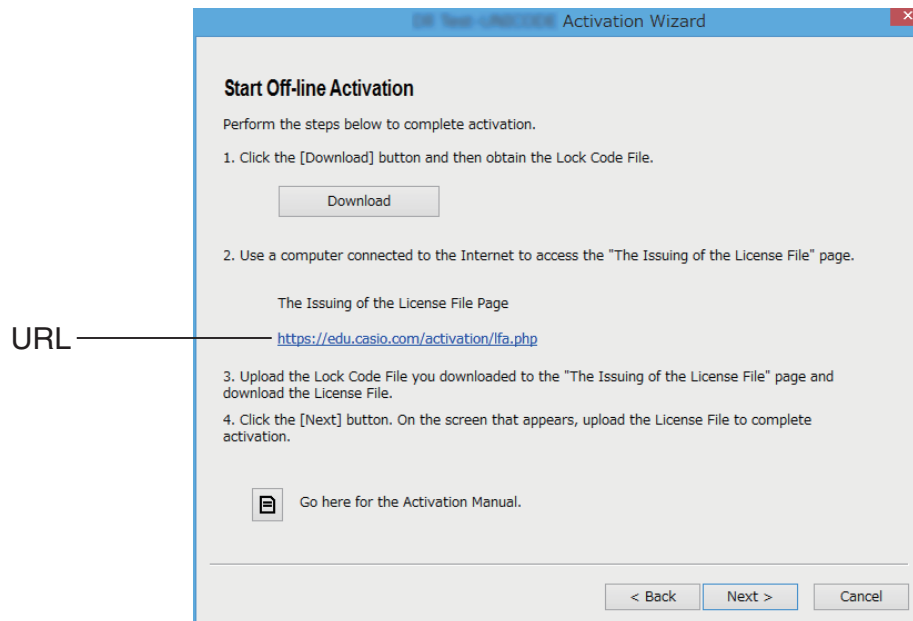 Activation Wizard
Start Off-line Activation
Perform the steps below to complete activation.
1. Click the [Download] button and then obtain the Lock Code File.
Download
2. Use a computer connected to the Internet to access the "The Issuing of the License File" page.
The Issuing of the License File Page
URL
https://edu.casio.com/activation/lfa.php
3. Upload the Lock Code File you downloaded to the "The Issuing of the License File" page and
download the License File.
4. Click the [Next] button. On the screen that appears, upload the License File to complete
activation.
Go here for the Activation Manual.
< Back Next > Cancel